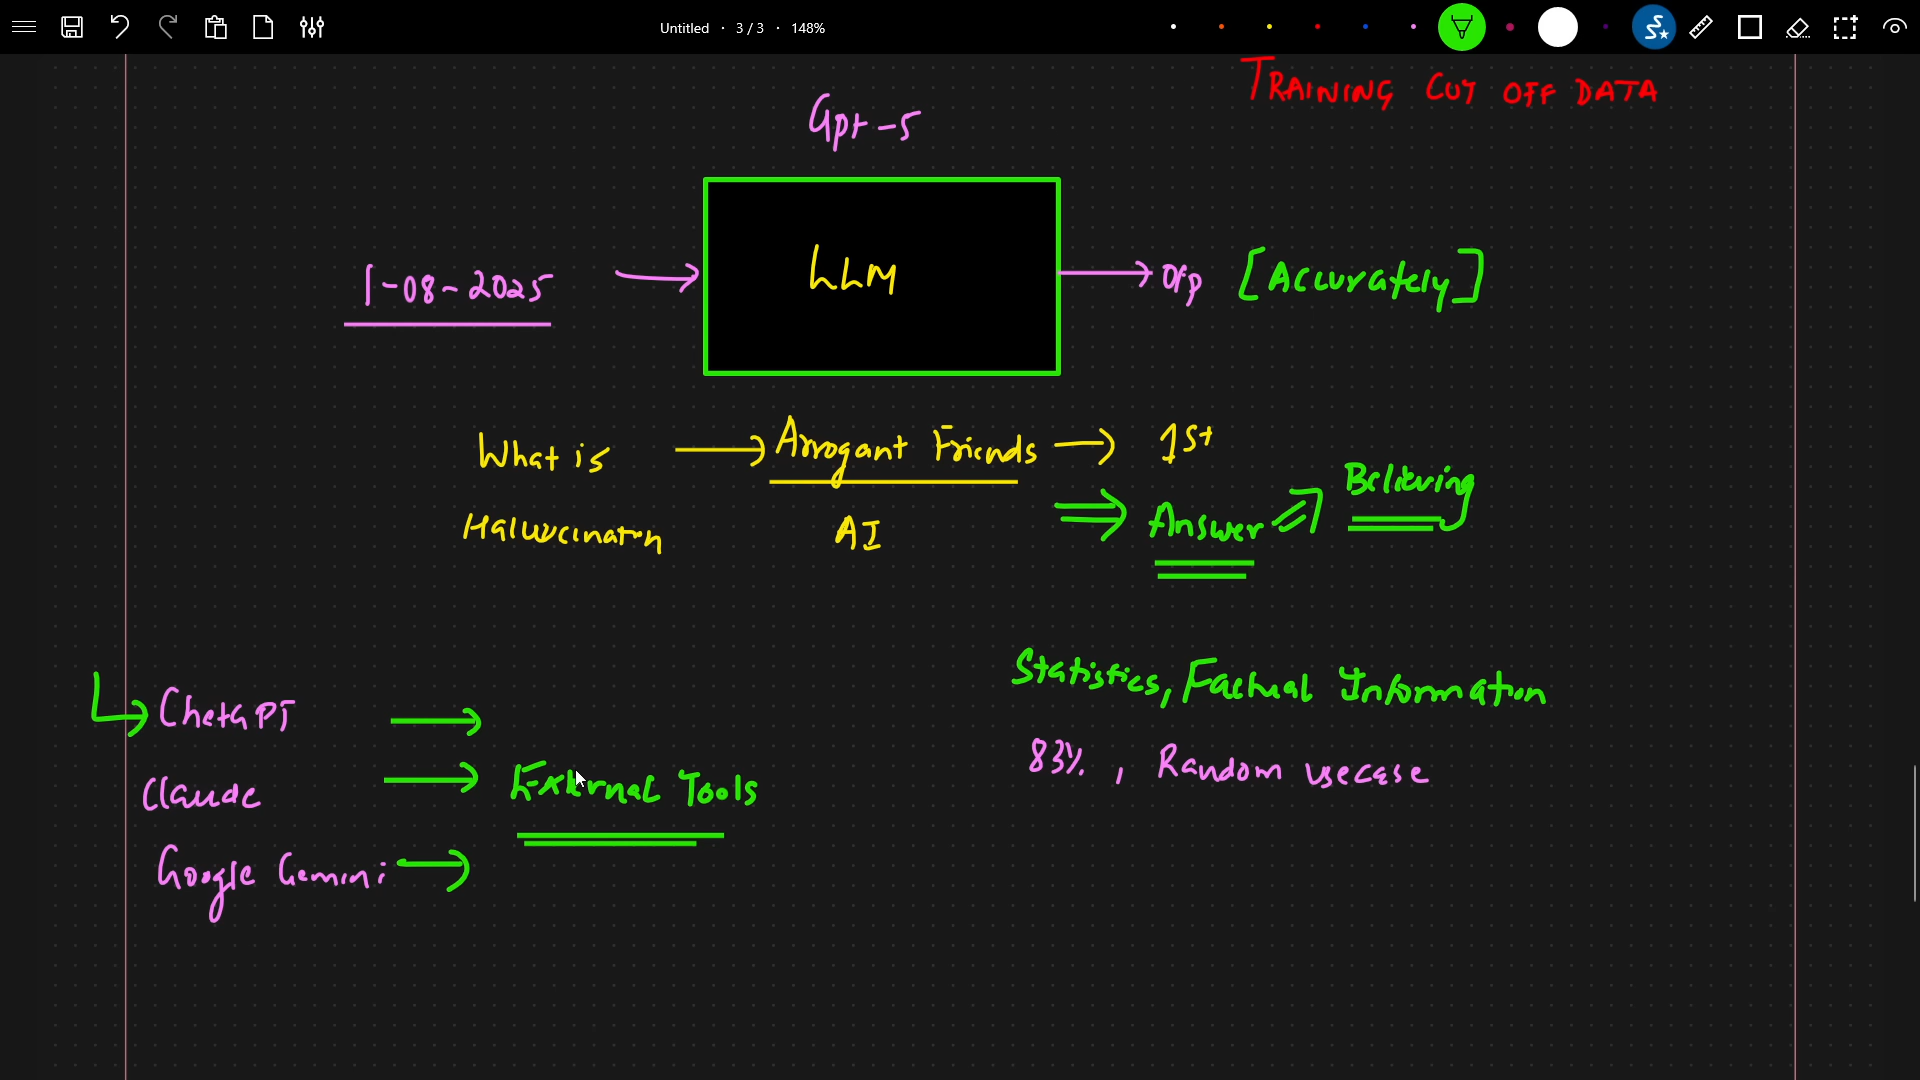 Untitled · 3 / 3 · 148%
TRAINING CUT OFF DATA
Gpt-5
1-08-2025
LLM
O/p [Accurately]
What is
Arrogant Friends
1st
Believing
Hallucination
AI
Answer
Statistics, Factual Information
ChatGPT
83%, Random usecase
Claude
External Tools
Google Gemini